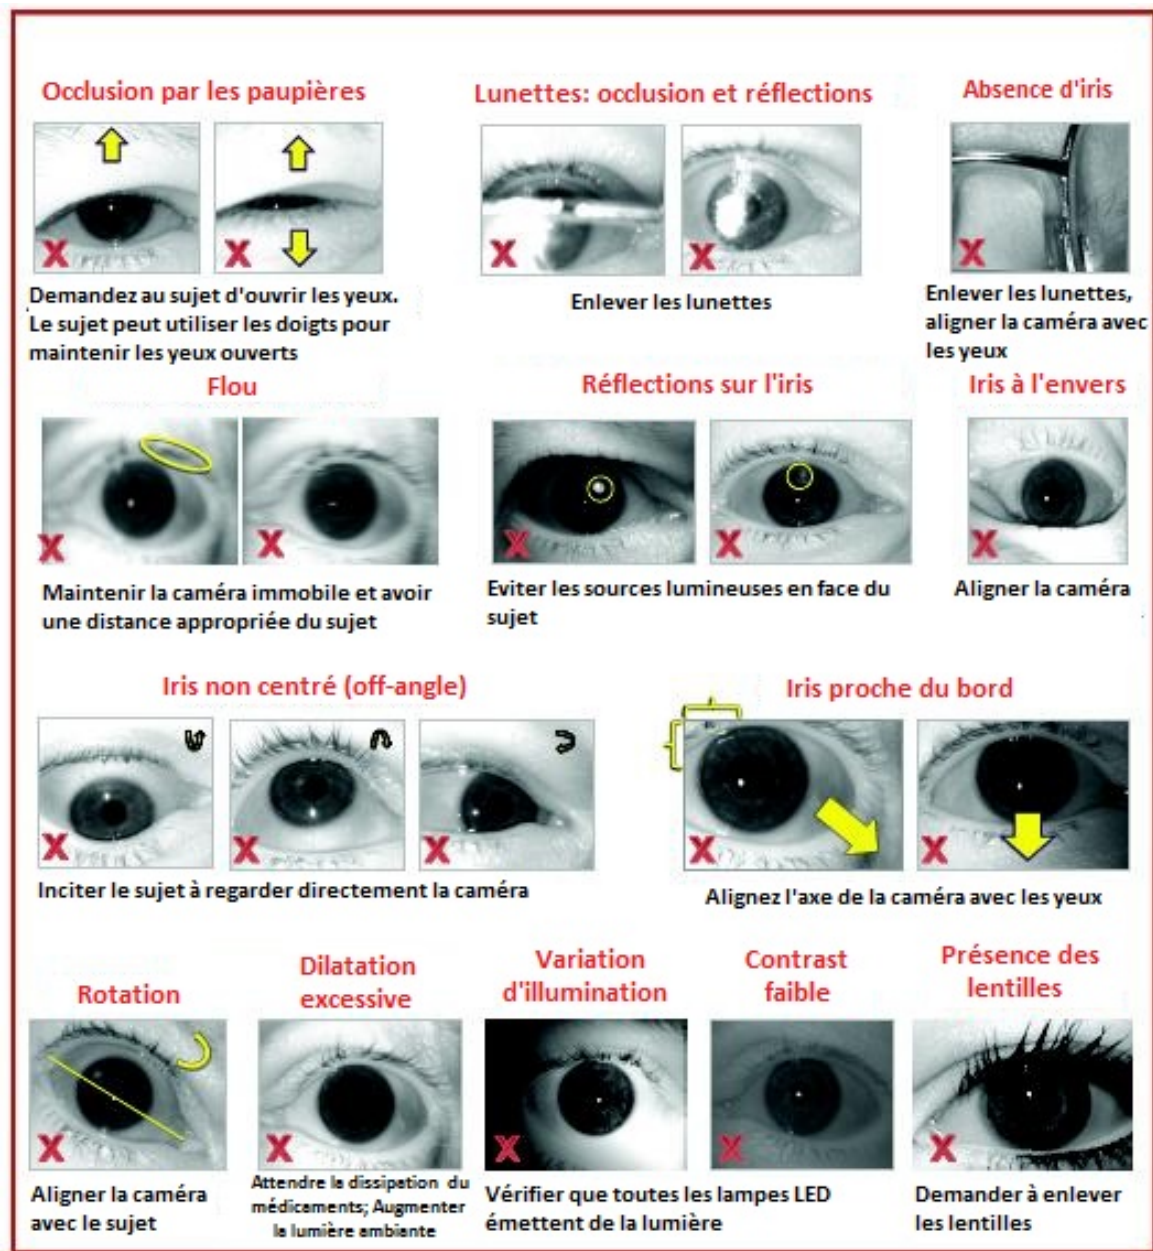 Occlusion par les paupières
Lunettes: occlusion et réflections
Absence d'iris
X
X
X
X
X
Demandez au sujet d'ouvrir les yeux.
Le sujet peut utiliser les doigts pour
maintenir les yeux ouverts
Enlever les lunettes
Enlever les lunettes,
aligner la caméra avec
les yeux
Flou
Réflections sur l'iris
Iris à l'envers
X
X
X
X
X
Maintenir la caméra immobile et avoir
une distance appropriée du sujet
Eviter les sources lumineuses en face du
sujet
Aligner la caméra
Iris non centré (off-angle)
Iris proche du bord
X
X
X
X
X
Inciter le sujet à regarder directement la caméra
Alignez l'axe de la caméra avec les yeux
Rotation
Dilatation
excessive
Variation
d'illumination
Contrast
faible
Présence des
lentilles
X
X
X
X
X
Aligner la caméra
avec le sujet
Attendre la dissipation du
médicaments; Augmenter
la lumière ambiante
Vérifier que toutes les lampes LED
émettent de la lumière
Demander à enlever
les lentilles